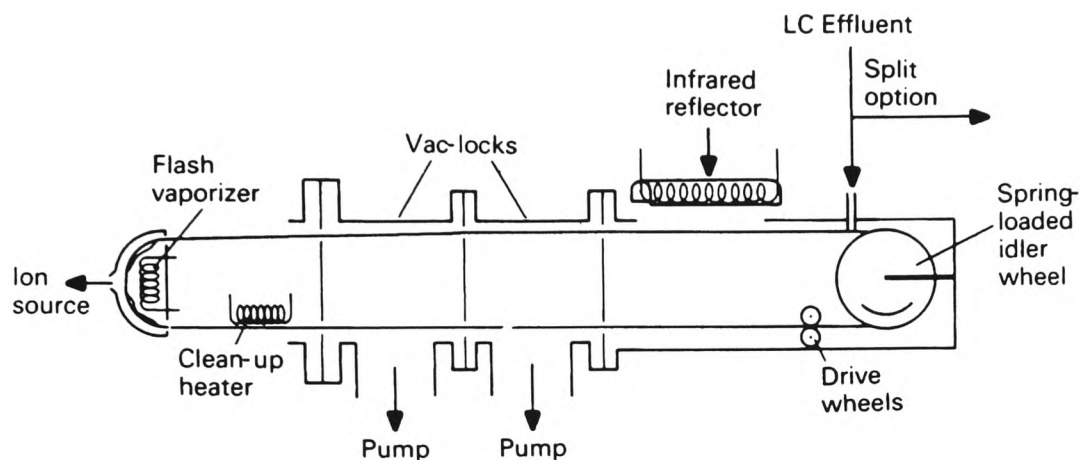 LC Effluent
Split
option
Infrared
reflector
Vac-locks
Flash
vaporizer
Spring-
loaded
idler
wheel
Ion
source
Clean-up
heater
Drive
wheels
Pump
Pump